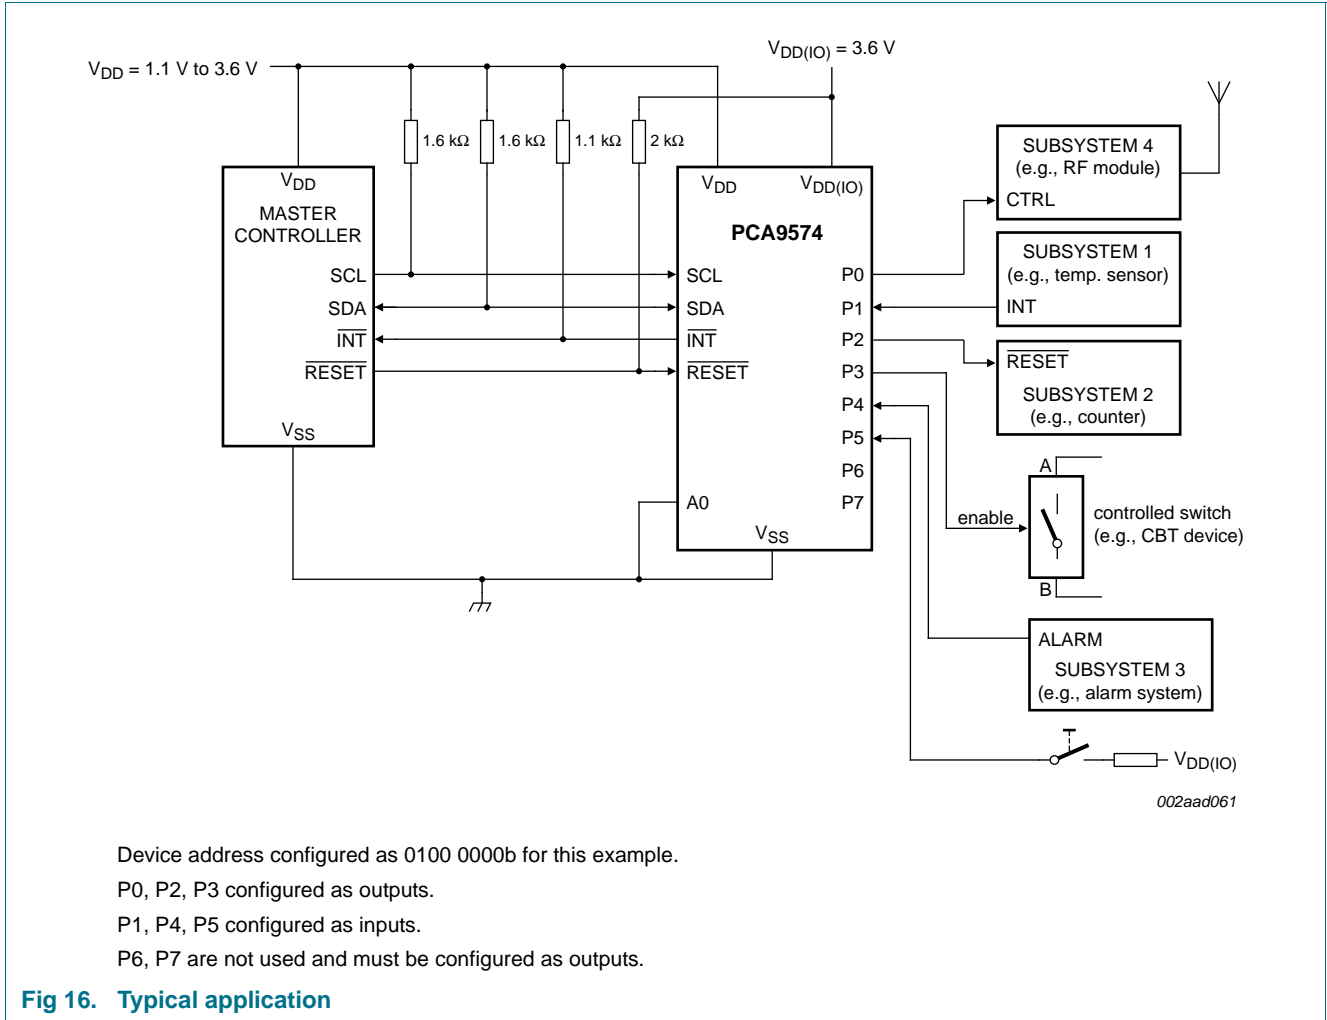 V_DD = 1.1 V to 3.6 V
V_DD(IO) = 3.6 V
1.6 kΩ
1.6 kΩ
1.1 kΩ
2 kΩ
V_DD
MASTER
CONTROLLER
SCL
SDA
I̅N̅T̅
R̅E̅S̅E̅T̅
V_SS
V_DD
V_DD(IO)
PCA9574
SCL
SDA
I̅N̅T̅
R̅E̅S̅E̅T̅
A0
V_SS
P0
P1
P2
P3
P4
P5
P6
P7
SUBSYSTEM 4
(e.g., RF module)
CTRL
SUBSYSTEM 1
(e.g., temp. sensor)
INT
R̅E̅S̅E̅T̅
SUBSYSTEM 2
(e.g., counter)
A
enable
B
controlled switch
(e.g., CBT device)
ALARM
SUBSYSTEM 3
(e.g., alarm system)
V_DD(IO)
002aad061
Device address configured as 0100 0000b for this example.
P0, P2, P3 configured as outputs.
P1, P4, P5 configured as inputs.
P6, P7 are not used and must be configured as outputs.
Fig 16. Typical application